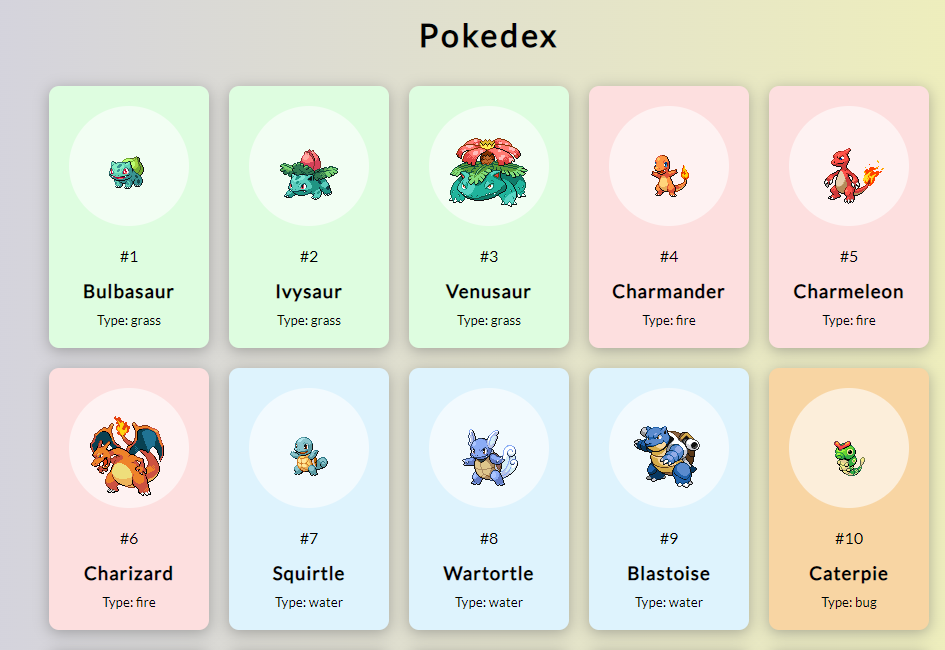 Pokedex
#1
Bulbasaur
Type: grass
#2
Ivysaur
Type: grass
#3
Venusaur
Type: grass
#4
Charmander
Type: fire
#5
Charmeleon
Type: fire
#6
Charizard
Type: fire
#7
Squirtle
Type: water
#8
Wartortle
Type: water
#9
Blastoise
Type: water
#10
Caterpie
Type: bug